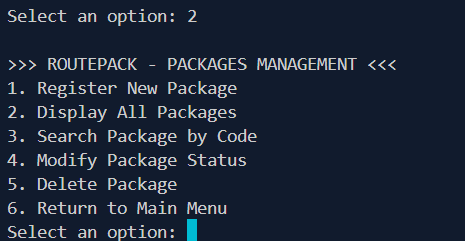 Select an option: 2
>>> ROUTEPACK - PACKAGES MANAGEMENT <<<
1. Register New Package
2. Display All Packages
3. Search Package by Code
4. Modify Package Status
5. Delete Package
6. Return to Main Menu
Select an option: